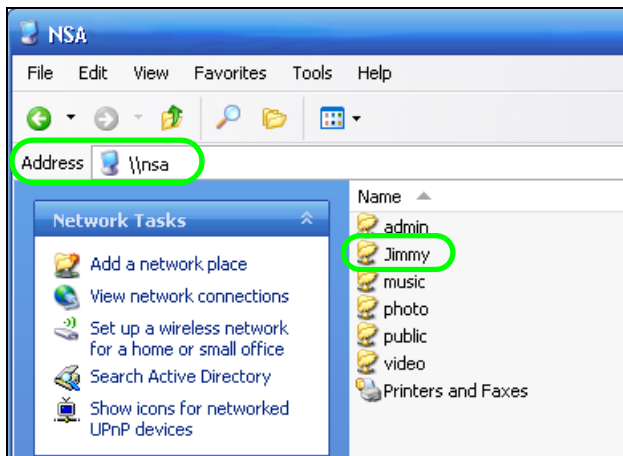 NSA
File Edit View Favorites Tools Help
Address \\nsa
Network Tasks
Add a network place
View network connections
Set up a wireless network
for a home or small office
Search Active Directory
Show icons for networked
UPnP devices
Name
admin
Jimmy
music
photo
public
video
Printers and Faxes